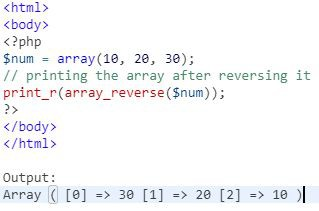 <html>
<body>
<?php
$num = array(10, 20, 30);
// printing the array after reversing it
print_r(array_reverse($num));
?>
</body>
</html>
Output:
Array ( [0] => 30 [1] => 20 [2] => 10 )